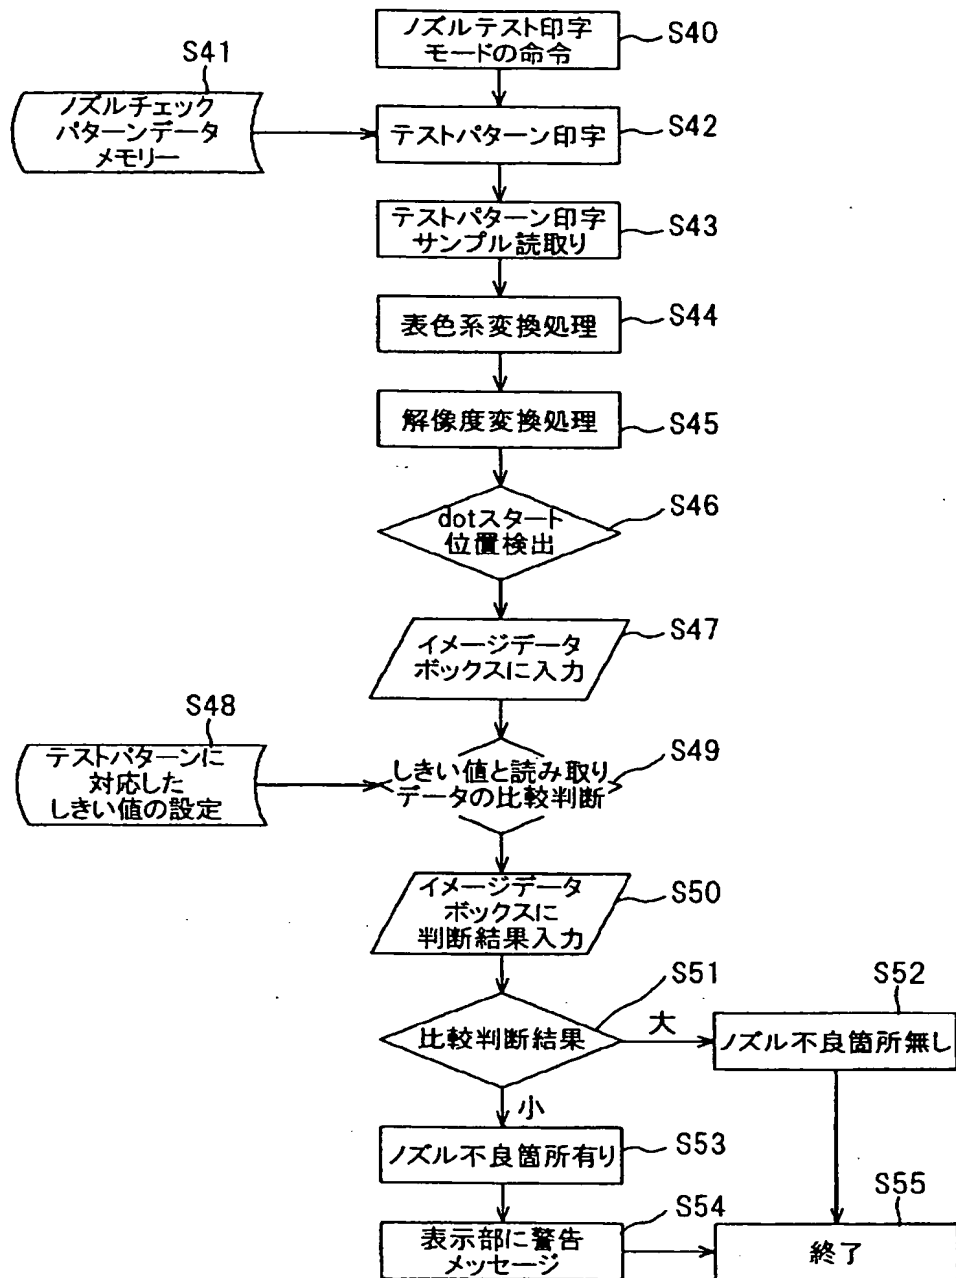 ノズルテスト印字
モードの命令
S40
S41
ノズルチェック
パターンデータ
メモリー
テストパターン印字
S42
テストパターン印字
サンプル読取り
S43
表色系変換処理
S44
解像度変換処理
S45
dotスタート
位置検出
S46
イメージデータ
ボックスに入力
S47
S48
テストパターンに
対応した
しきい値の設定
しきい値と読み取り
データの比較判断
S49
イメージデータ
ボックスに
判断結果入力
S50
比較判断結果
S51
大
S52
ノズル不良箇所無し
小
ノズル不良箇所有り
S53
表示部に警告
メッセージ
S54
S55
終了